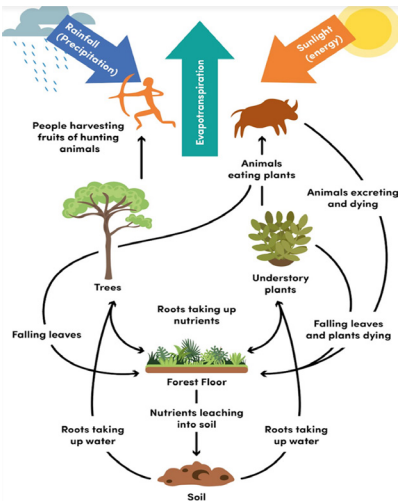 Rainfall
(Precipitation)
Evapotranspiration
Sunlight
(energy)
People harvesting
fruits of hunting
animals
Animals
eating plants
Animals excreting
and dying
Trees
Understory
plants
Roots taking up
nutrients
Falling leaves
Falling leaves
and plants dying
Forest Floor
Nutrients leaching
into soil
Roots taking
up water
Roots taking
up water
Soil